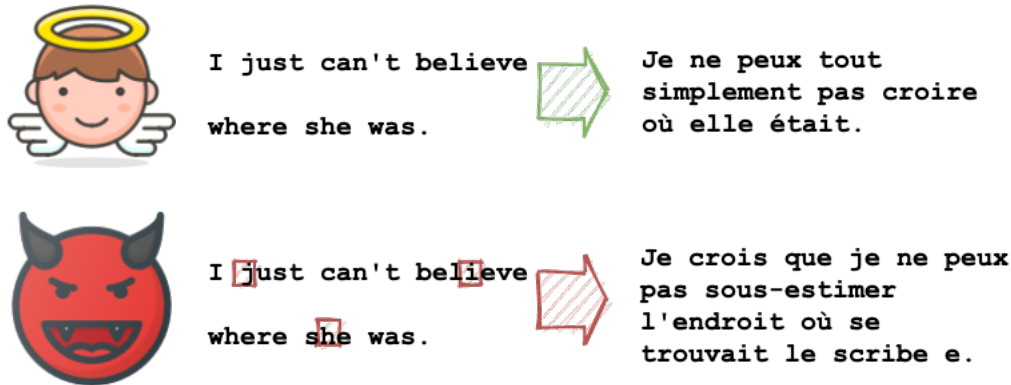 I just can't believe
where she was.
Je ne peux tout
simplement pas croire
où elle était.
I just can't believe
where she was.
Je crois que je ne peux
pas sous-estimer
l'endroit où se
trouvait le scribe e.